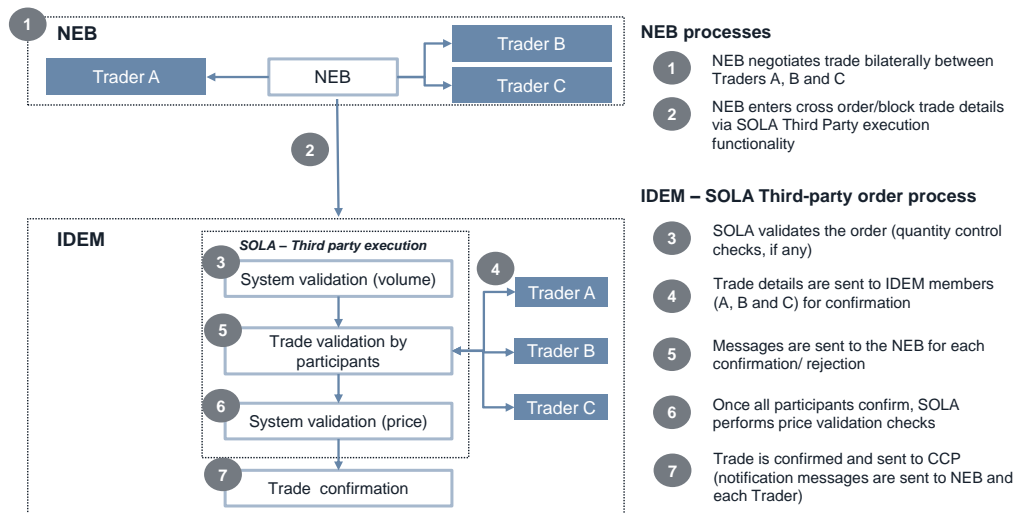 1
NEB
Trader A
NEB
Trader B
Trader C
2
IDEM
SOLA – Third party execution
3
System validation (volume)
4
Trader A
5
Trade validation by
participants
Trader B
6
System validation (price)
Trader C
7
Trade confirmation
NEB processes
1
NEB negotiates trade bilaterally between
Traders A, B and C
2
NEB enters cross order/block trade details
via SOLA Third Party execution
functionality
IDEM – SOLA Third-party order process
3
SOLA validates the order (quantity control
checks, if any)
4
Trade details are sent to IDEM members
(A, B and C) for confirmation
5
Messages are sent to the NEB for each
confirmation/ rejection
6
Once all participants confirm, SOLA
performs price validation checks
7
Trade is confirmed and sent to CCP
(notification messages are sent to NEB and
each Trader)